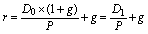 r = D₀ × (1 + g) / P + g = D₁ / P + g